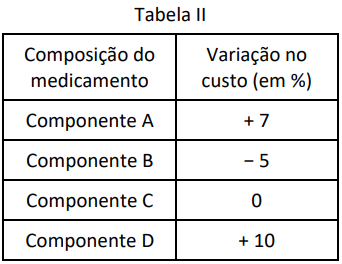 Tabela II
Composição do medicamento
Variação no custo (em %)
Componente A
+ 7
Componente B
− 5
Componente C
0
Componente D
+ 10